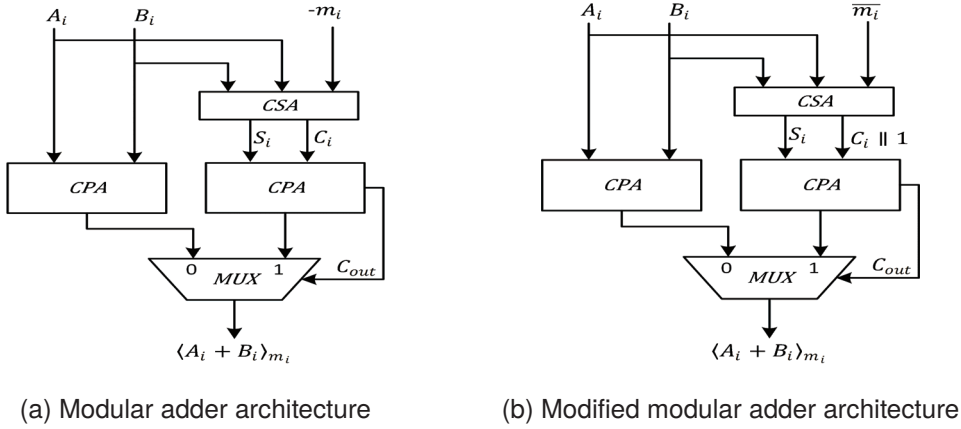 A_i B_i -m_i
CSA
S_i C_i
CPA CPA
0 1
MUX
C_out
⟨A_i + B_i⟩_{m_i}
(a) Modular adder architecture
A_i B_i \overline{m_i}
CSA
S_i C_i ∥ 1
CPA CPA
0 1
MUX
C_out
⟨A_i + B_i⟩_{m_i}
(b) Modified modular adder architecture